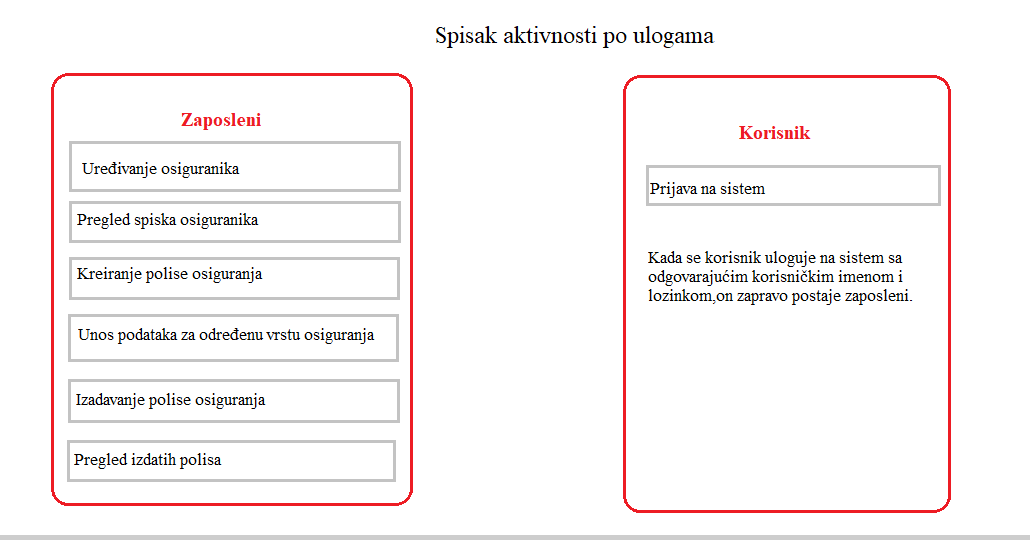 Spisak aktivnosti po ulogama
Zaposleni
Uređivanje osiguranika
Pregled spiska osiguranika
Kreiranje polise osiguranja
Unos podataka za određenu vrstu osiguranja
Izadavanje polise osiguranja
Pregled izdatih polisa
Korisnik
Prijava na sistem
Kada se korisnik uloguje na sistem sa
odgovarajućim korisničkim imenom i
lozinkom,on zapravo postaje zaposleni.